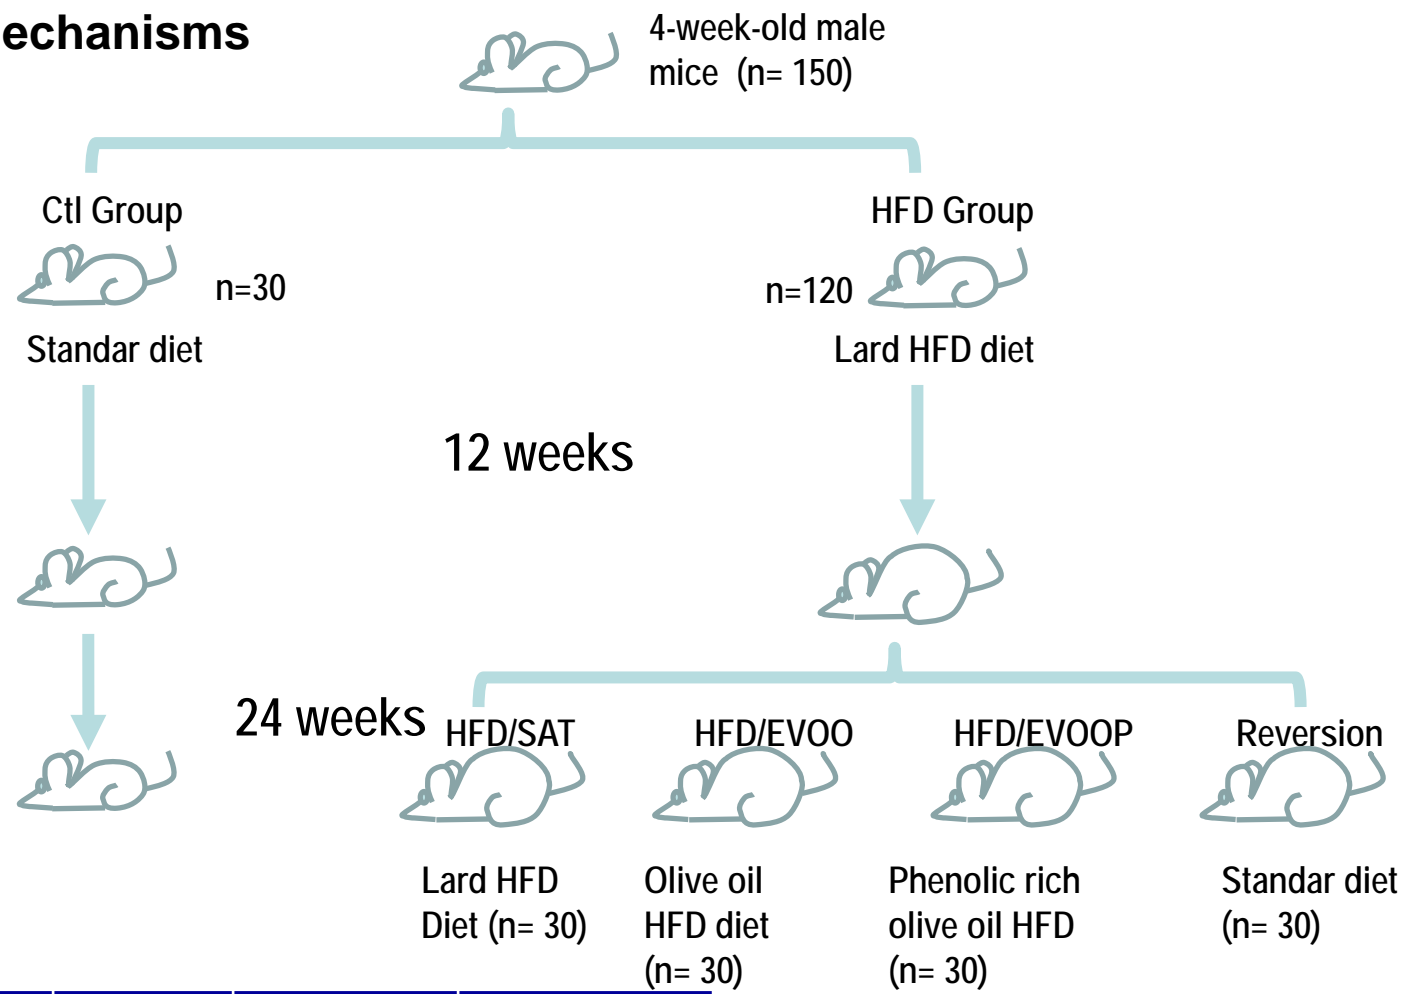 echanisms
4-week-old male
mice (n= 150)
Ctl Group
HFD Group
n=30
n=120
Standar diet
Lard HFD diet
12 weeks
24 weeks
HFD/SAT
HFD/EVOO
HFD/EVOOP
Reversion
Lard HFD
Diet (n= 30)
Olive oil
HFD diet
(n= 30)
Phenolic rich
olive oil HFD
(n= 30)
Standar diet
(n= 30)